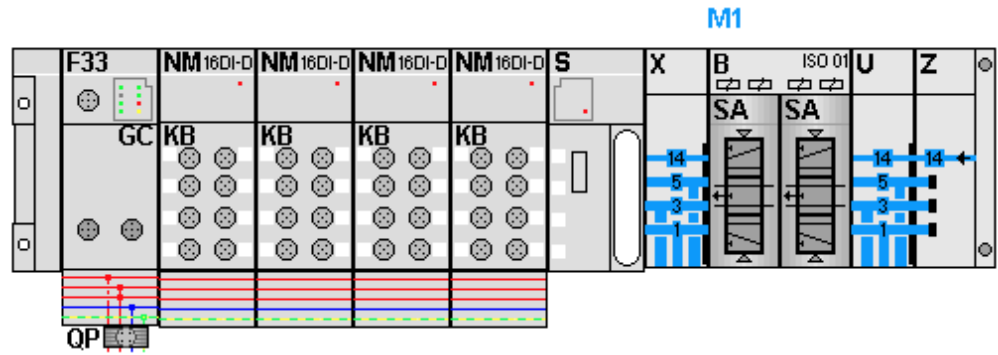 M1
F33 NM 16DI-D NM 16DI-D NM 16DI-D NM 16DI-D S X B ISO 01 U Z
SA SA
GC KB KB KB KB
14 14 14
5 5
3 3
1 1
QP